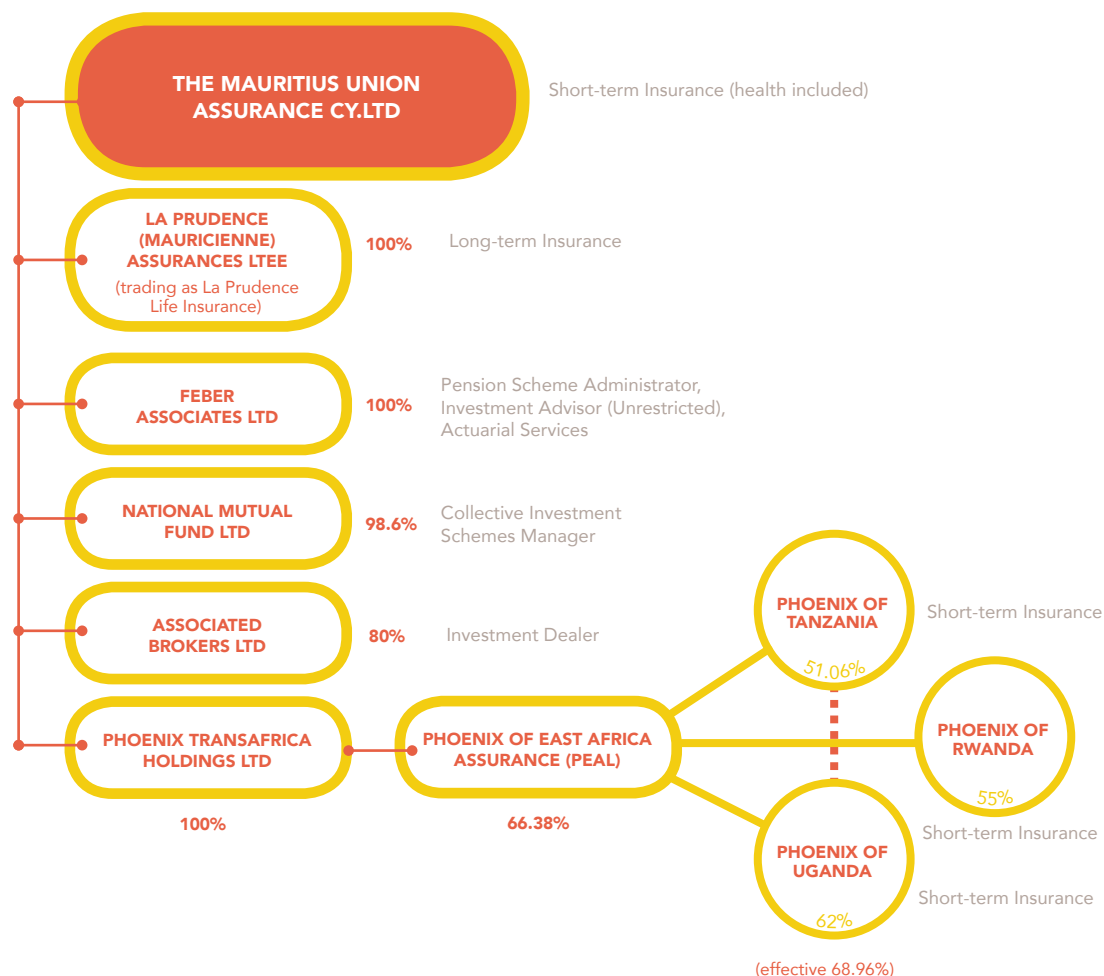 THE MAURITIUS UNION
ASSURANCE CY.LTD
Short-term Insurance (health included)
LA PRUDENCE
(MAURICIENNE)
ASSURANCES LTEE
(trading as La Prudence
Life Insurance)
100%
Long-term Insurance
FEBER
ASSOCIATES LTD
100%
Pension Scheme Administrator,
Investment Advisor (Unrestricted),
Actuarial Services
NATIONAL MUTUAL
FUND LTD
98.6%
Collective Investment
Schemes Manager
ASSOCIATED
BROKERS LTD
80%
Investment Dealer
PHOENIX TRANSAFRICA
HOLDINGS LTD
100%
PHOENIX OF EAST AFRICA
ASSURANCE (PEAL)
66.38%
PHOENIX OF
TANZANIA
51.06%
Short-term Insurance
PHOENIX OF
RWANDA
55%
Short-term Insurance
PHOENIX OF
UGANDA
62%
Short-term Insurance
(effective 68.96%)